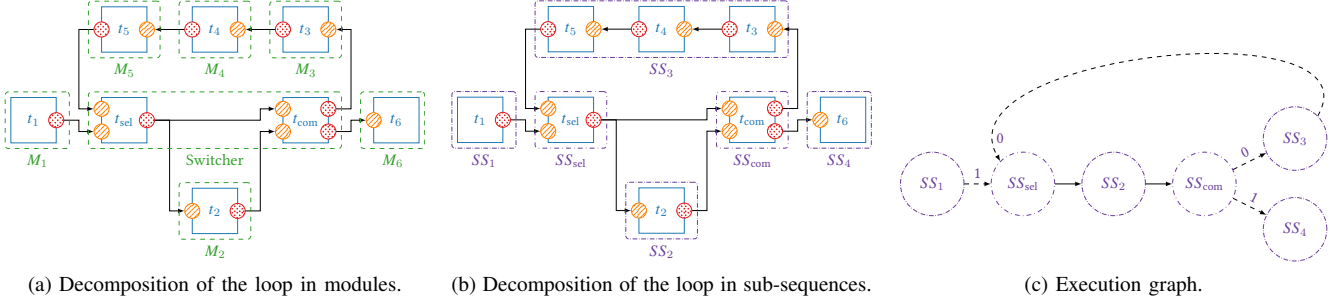 t5 t4 t3
M5 M4 M3
t1 tsel tcom t6
M1 Switcher M6
t2
M2
(a) Decomposition of the loop in modules.
t5 t4 t3
SS3
t1 tsel tcom t6
SS1 SSsel SScom SS4
t2
SS2
(b) Decomposition of the loop in sub-sequences.
0 0 SS3
SS1 1 SSsel SS2 SScom
1 SS4
(c) Execution graph.